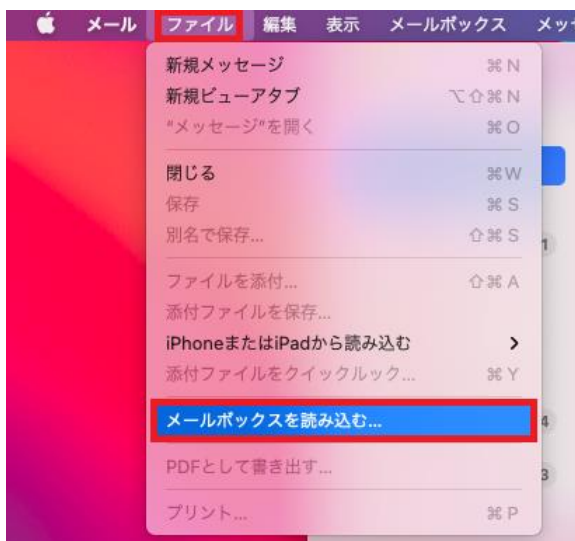 メール ファイル 編集 表示 メールボックス メッ
新規メッセージ ⌘N
新規ビューアタブ ⌥⇧⌘N
"メッセージ"を開く ⌘O
閉じる ⌘W
保存 ⌘S
別名で保存... ⇧⌘S
1
ファイルを添付... ⇧⌘A
添付ファイルを保存...
iPhoneまたはiPadから読み込む >
添付ファイルをクイックルック... ⌘Y
メールボックスを読み込む...
4
PDFとして書き出す...
3
プリント... ⌘P